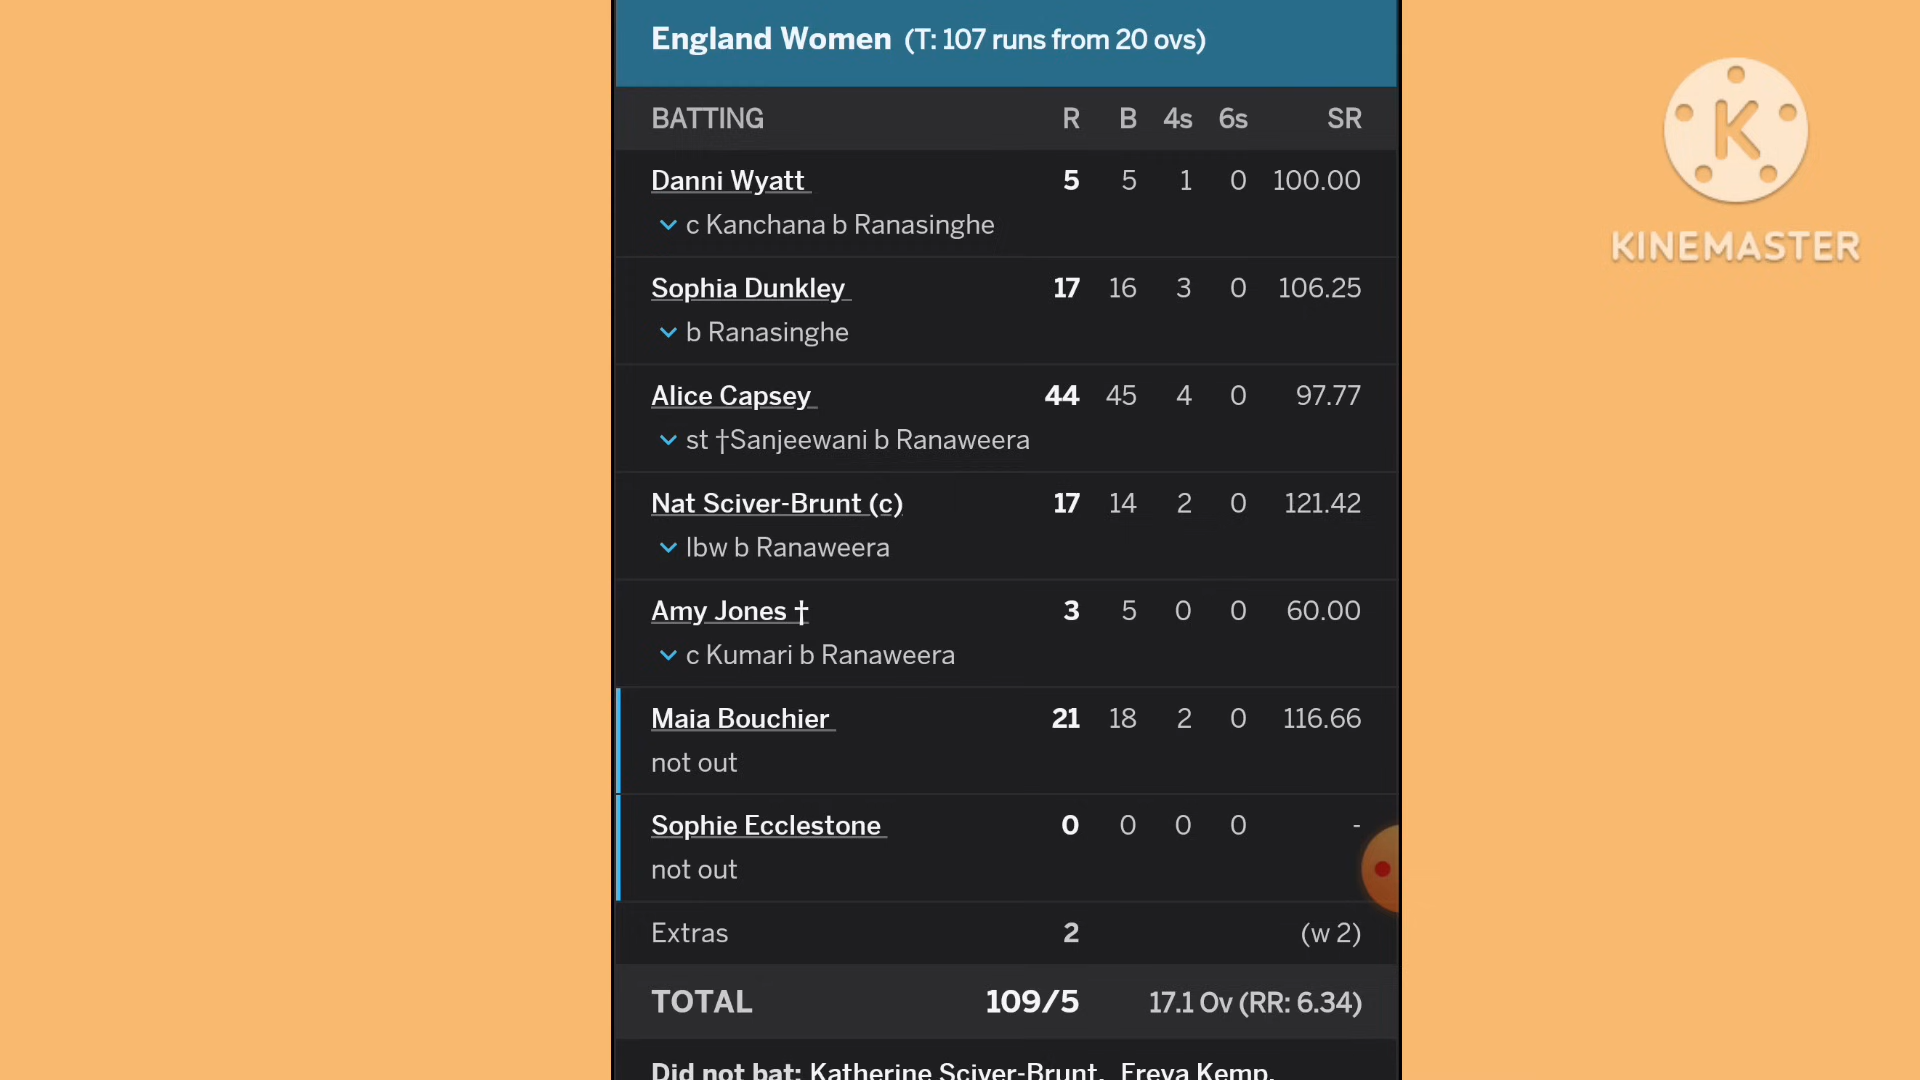 England Women (T: 107 runs from 20 ovs)
BATTING R B 4s 6s SR
Danni Wyatt 5 5 1 0 100.00
c Kanchana b Ranasinghe
Sophia Dunkley 17 16 3 0 106.25
b Ranasinghe
Alice Capsey 44 45 4 0 97.77
st †Sanjeewani b Ranaweera
Nat Sciver-Brunt (c) 17 14 2 0 121.42
lbw b Ranaweera
Amy Jones † 3 5 0 0 60.00
c Kumari b Ranaweera
Maia Bouchier 21 18 2 0 116.66
not out
Sophie Ecclestone 0 0 0 0 -
not out
Extras 2 (w 2)
TOTAL 109/5 17.1 Ov (RR: 6.34)
Did not bat: Katherine Sciver-Brunt, Freya Kemp,
K
KINEMASTER